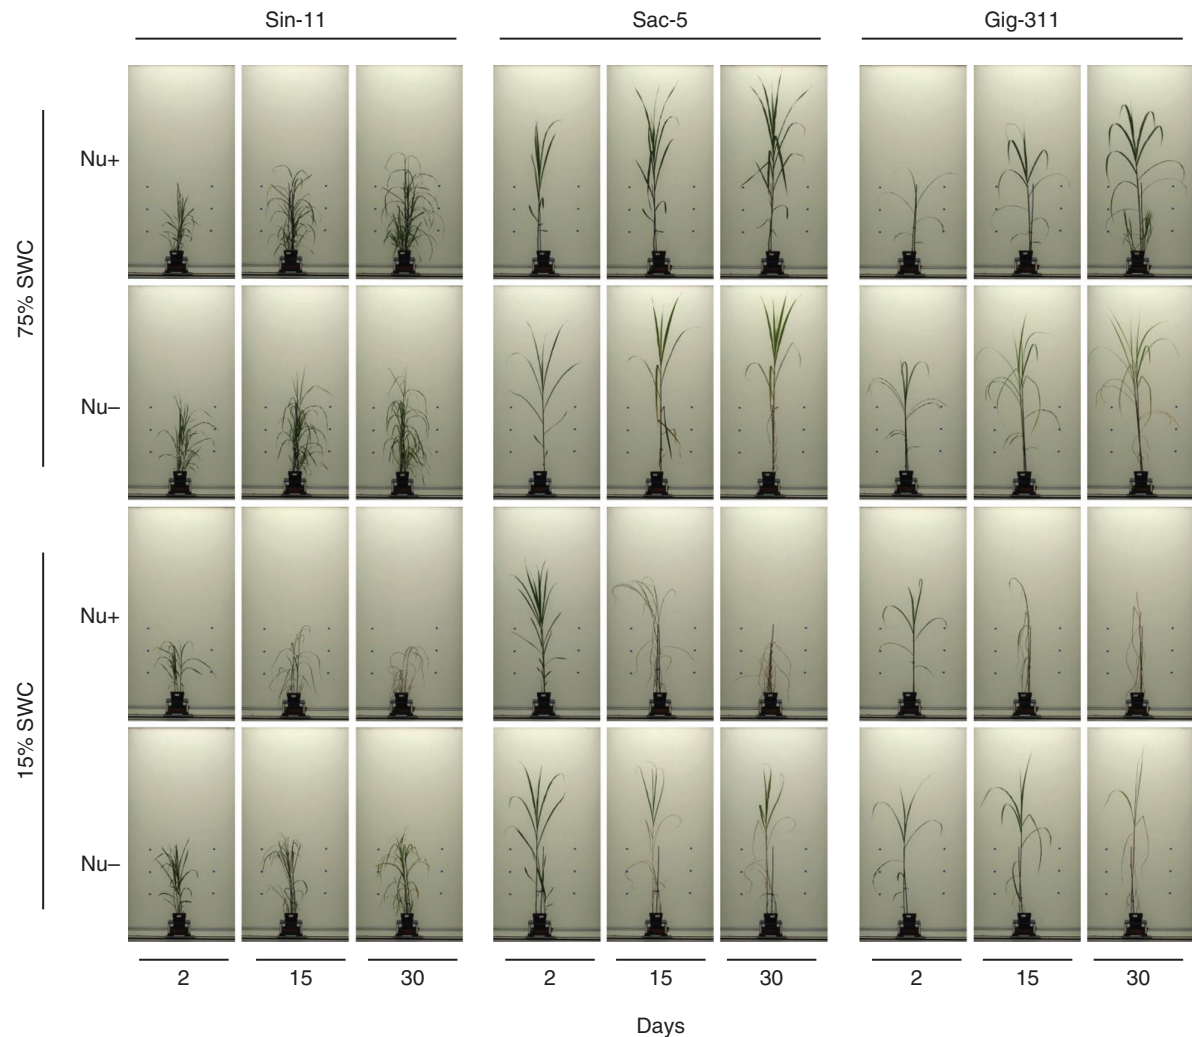 Sin-11 Sac-5 Gig-311
75% SWC
Nu+
Nu–
15% SWC
Nu+
Nu–
2 15 30 2 15 30 2 15 30
Days